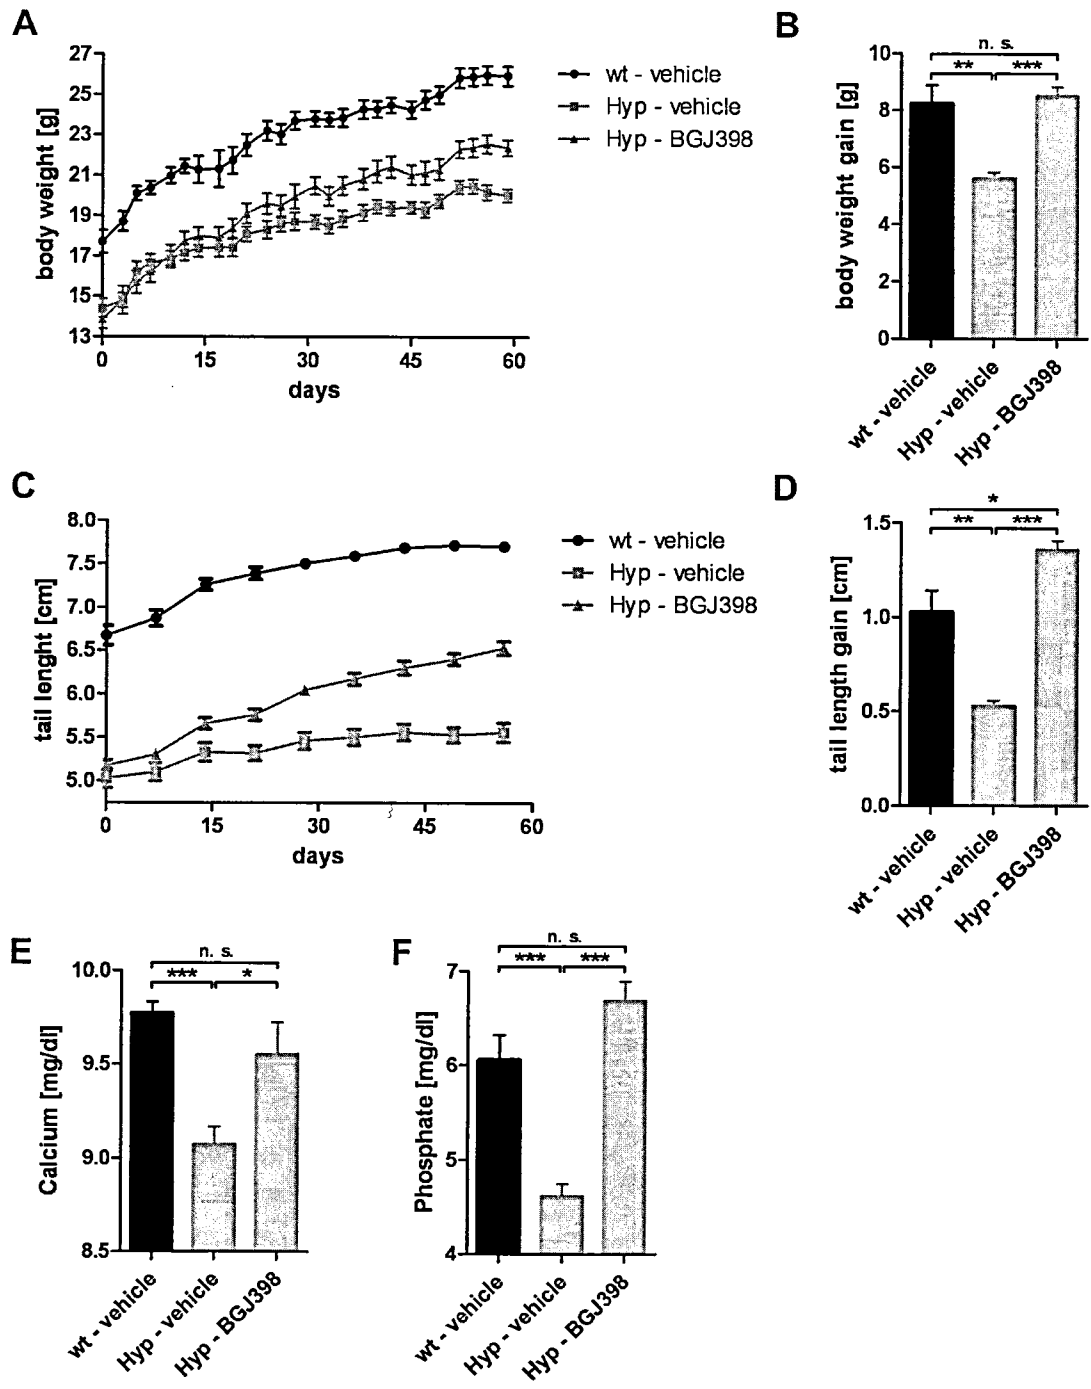 A
27
25
23
21
19
17
15
13
body weight [g]
0 15 30 45 60
days
wt - vehicle
Hyp - vehicle
Hyp - BGJ398
B
n. s.
** ***
10
8
6
4
2
0
body weight gain [g]
wt - vehicle
Hyp - vehicle
Hyp - BGJ398
C
8.0
7.5
7.0
6.5
6.0
5.5
5.0
tail lenght [cm]
0 15 30 45 60
days
wt - vehicle
Hyp - vehicle
Hyp - BGJ398
D
*
** ***
1.5
1.0
0.5
0.0
tail length gain [cm]
wt - vehicle
Hyp - vehicle
Hyp - BGJ398
E
n. s.
*** *
10.0
9.5
9.0
8.5
Calcium [mg/dl]
wt - vehicle
Hyp - vehicle
Hyp - BGJ398
F
n. s.
*** ***
7
6
5
4
Phosphate [mg/dl]
wt - vehicle
Hyp - vehicle
Hyp - BGJ398